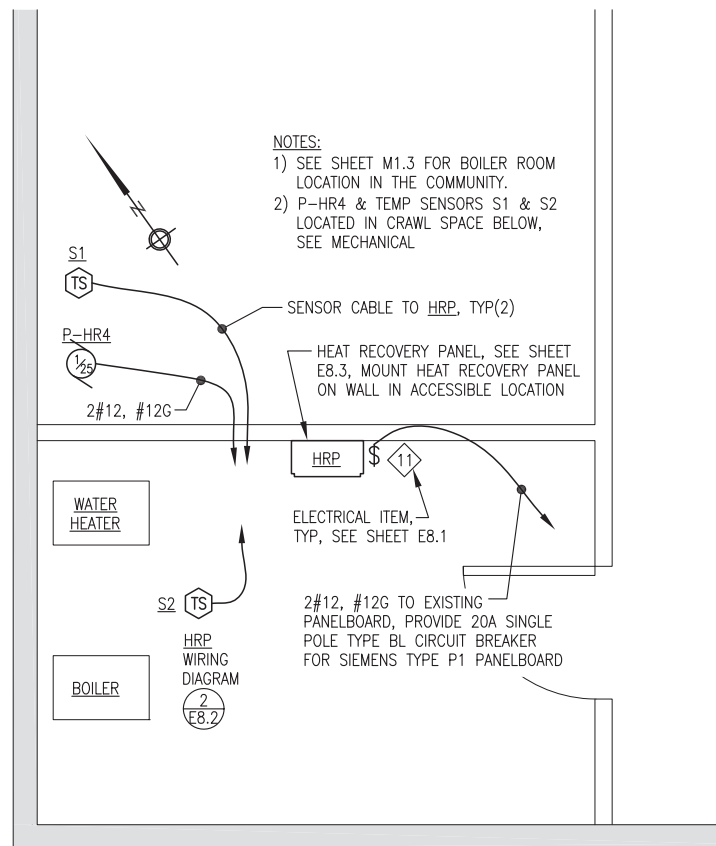 NOTES:
1) SEE SHEET M1.3 FOR BOILER ROOM
LOCATION IN THE COMMUNITY.
2) P-HR4 & TEMP SENSORS S1 & S2
LOCATED IN CRAWL SPACE BELOW,
SEE MECHANICAL
N
S1
TS
SENSOR CABLE TO HRP, TYP(2)
P-HR4
1/25
HEAT RECOVERY PANEL, SEE SHEET
E8.3, MOUNT HEAT RECOVERY PANEL
ON WALL IN ACCESSIBLE LOCATION
2#12, #12G
HRP
$
11
WATER
HEATER
ELECTRICAL ITEM,
TYP, SEE SHEET E8.1
S2
TS
2#12, #12G TO EXISTING
PANELBOARD, PROVIDE 20A SINGLE
POLE TYPE BL CIRCUIT BREAKER
FOR SIEMENS TYPE P1 PANELBOARD
HRP
WIRING
DIAGRAM
2
E8.2
BOILER